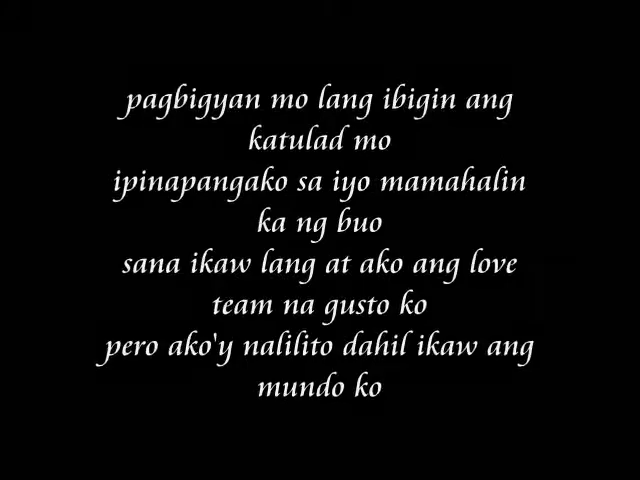 pagbigyan mo lang ibigin ang
katulad mo
ipinapangako sa iyo mamahalin
ka ng buo
sana ikaw lang at ako ang love
team na gusto ko
pero ako'y nalilito dahil ikaw ang
mundo ko